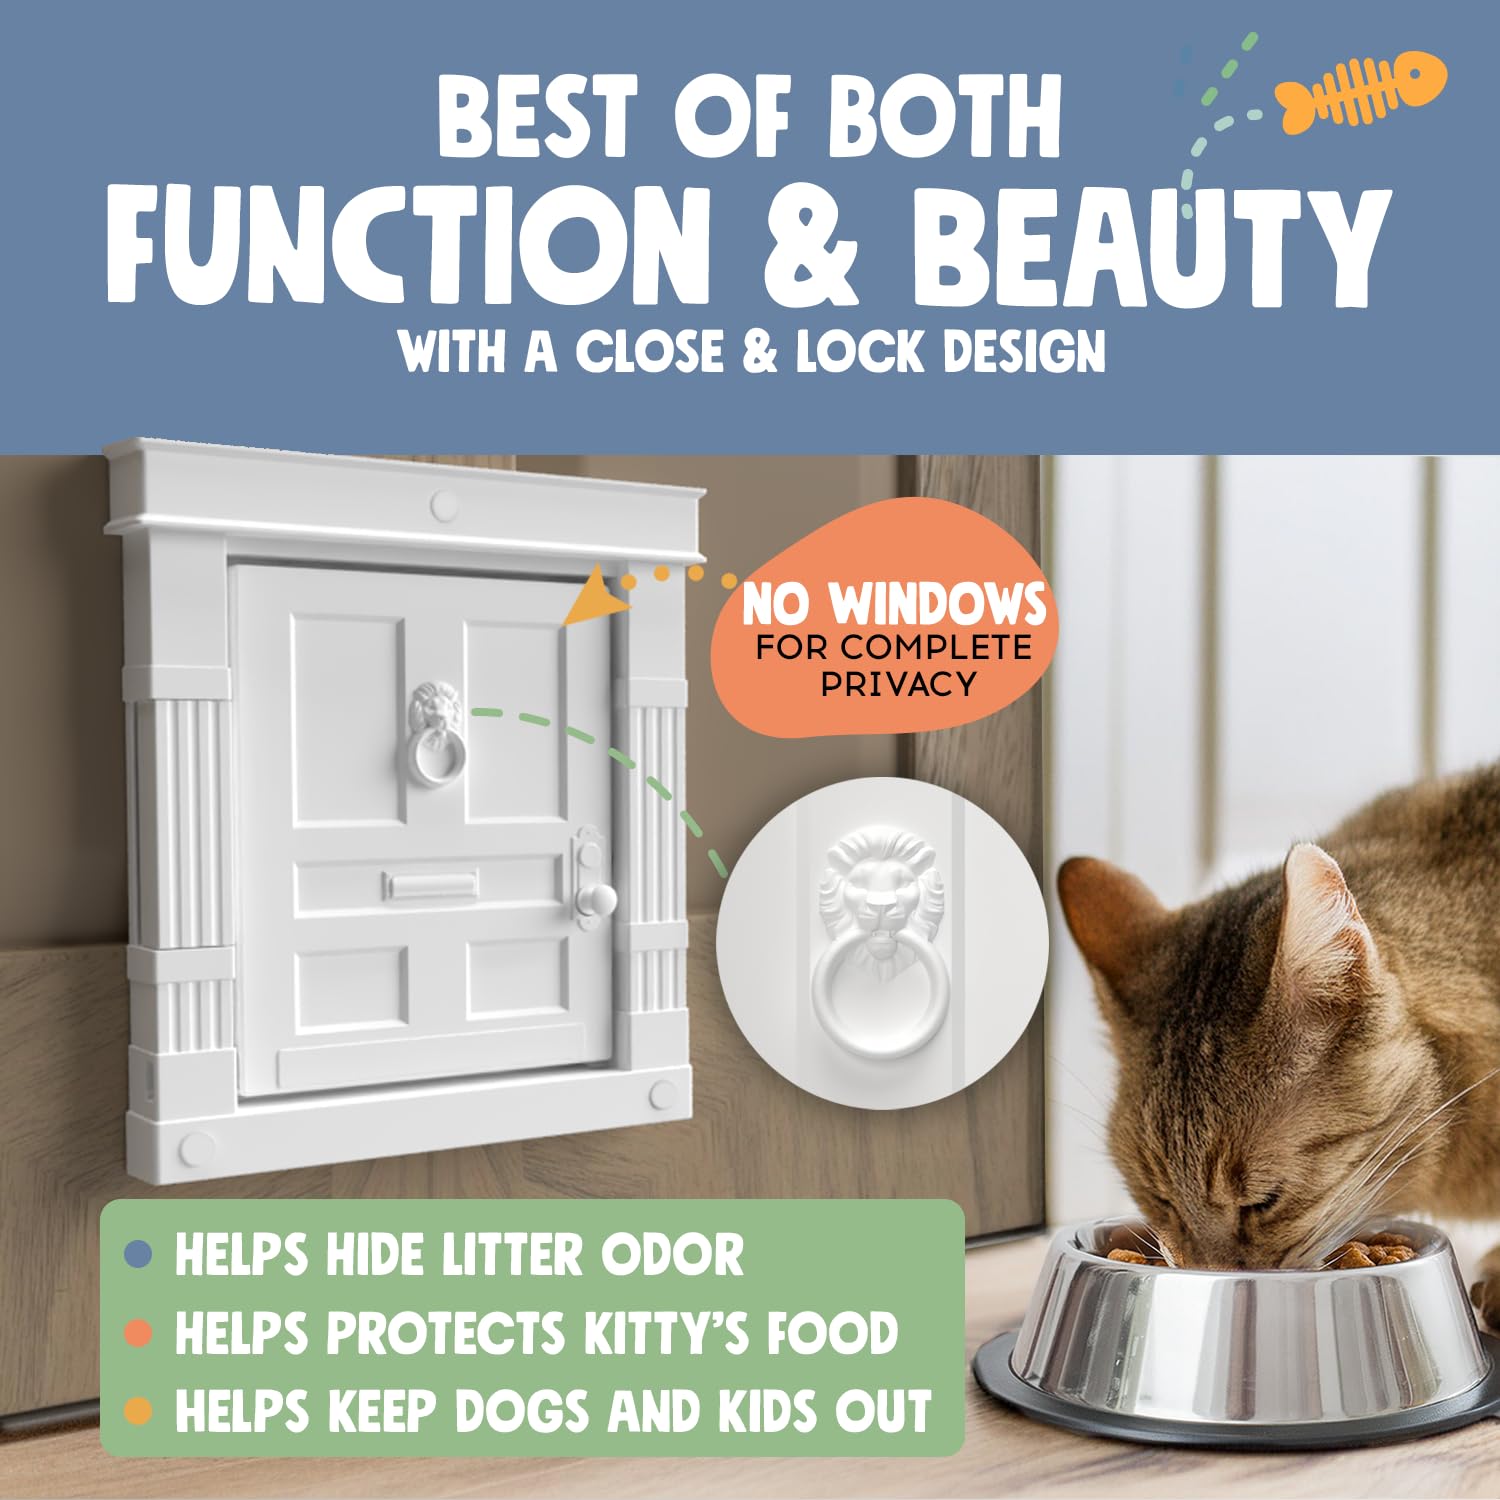 BEST OF BOTH
FUNCTION & BEAUTY
WITH A CLOSE & LOCK DESIGN
NO WINDOWS
FOR COMPLETE
PRIVACY
HELPS HIDE LITTER ODOR
HELPS PROTECTS KITTY'S FOOD
HELPS KEEP DOGS AND KIDS OUT